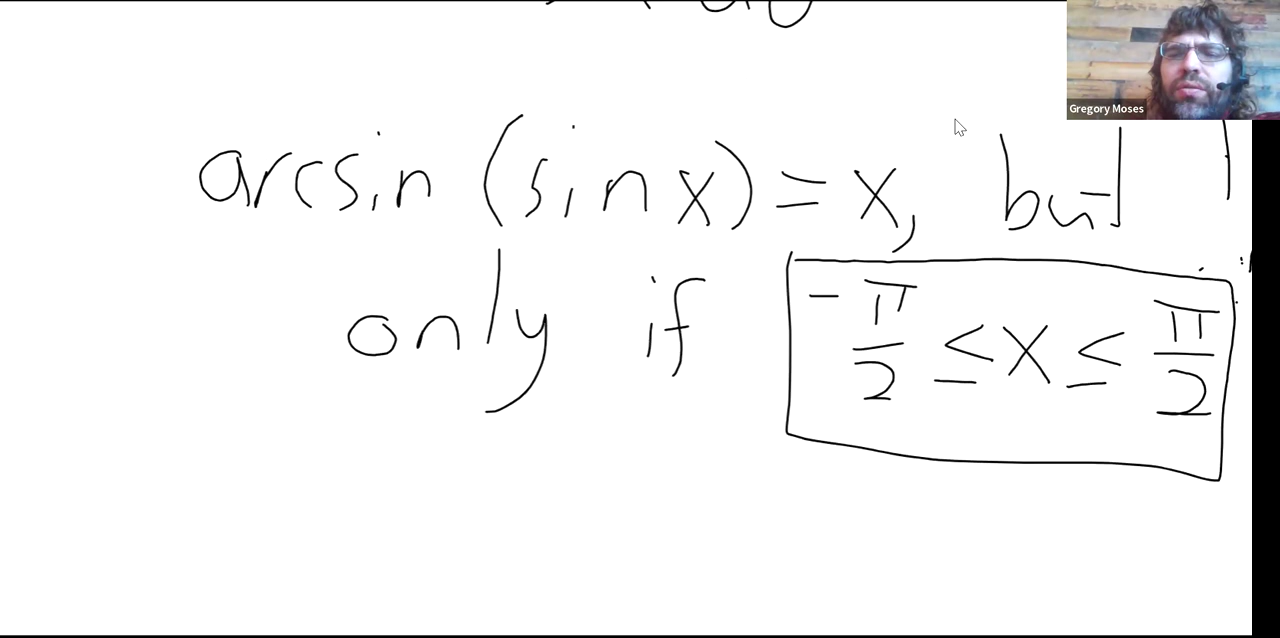 Gregory Moses
arcsin (sin x) = x, but
only if -π/2 ≤ x ≤ π/2